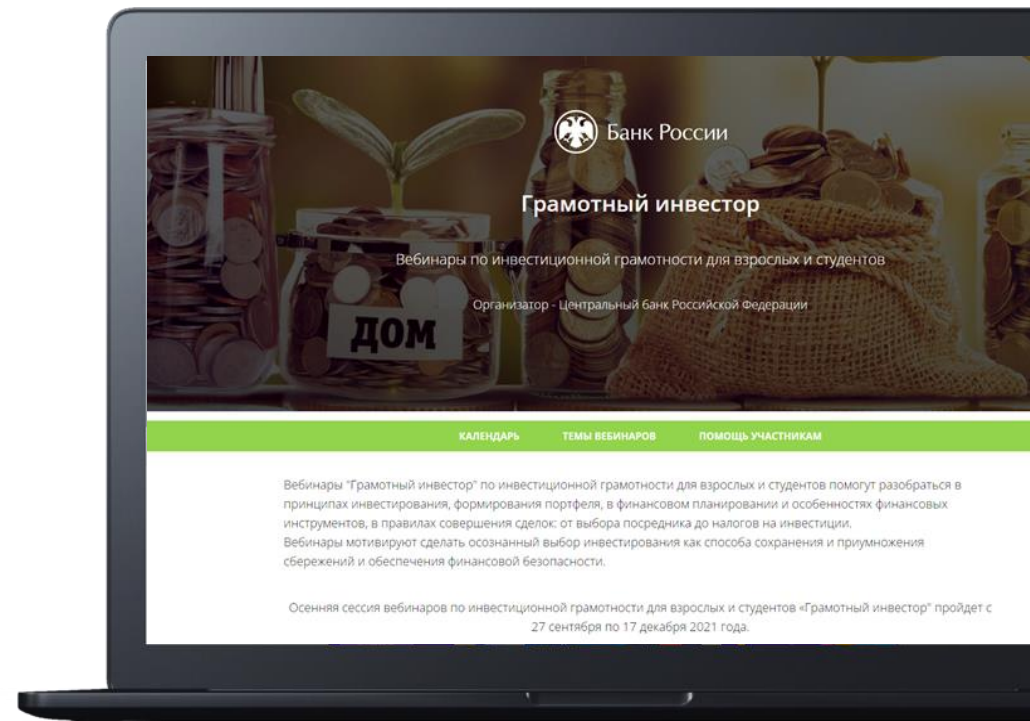 Банк России
Грамотный инвестор
Вебинары по инвестиционной грамотности для взрослых и студентов
Организатор - Центральный банк Российской Федерации
ДОМ
КАЛЕНДАРЬ ТЕМЫ ВЕБИНАРОВ ПОМОЩЬ УЧАСТНИКАМ
Вебинары "Грамотный инвестор" по инвестиционной грамотности для взрослых и студентов помогут разобраться в
принципах инвестирования, формирования портфеля, в финансовом планировании и особенностях финансовых
инструментов, в правилах совершения сделок: от выбора посредника до налогов на инвестиции.
Вебинары мотивируют сделать осознанный выбор инвестирования как способа сохранения и приумножения
сбережений и обеспечения финансовой безопасности.
Осенняя сессия вебинаров по инвестиционной грамотности для взрослых и студентов «Грамотный инвестор" пройдет с
27 сентября по 17 декабря 2021 года.